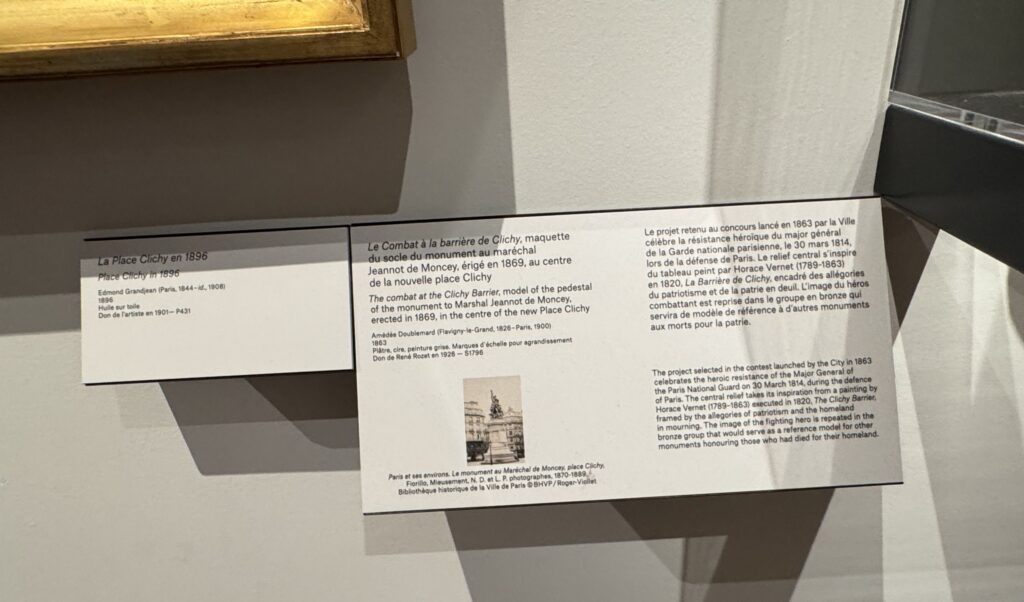 La Place Clichy en 1896
Place Clichy in 1896
Edmond Grandjean (Paris, 1844 – id., 1908)
1896
Huile sur toile
Don de l'artiste en 1901 — P431
Le Combat à la barrière de Clichy, maquette
du socle du monument au maréchal
Jeannot de Moncey, érigé en 1869, au centre
de la nouvelle place Clichy
The combat at the Clichy Barrier, model of the pedestal
of the monument to Marshal Jeannot de Moncey,
erected in 1869, in the centre of the new Place Clichy
Amédée Doublemard (Flavigny-le-Grand, 1826 - Paris, 1900)
1863
Plâtre, cire, peinture grise. Marques d'échelle pour agrandissement
Don de René Rozet en 1926 — S1796
Paris et ses environs. Le monument au Maréchal de Moncey, place Clichy.
Fiorillo, Mieusement, N. D. et L. P. photographes, 1870-1889.
Bibliothèque historique de la Ville de Paris © BHVP / Roger-Viollet
Le projet retenu au concours lancé en 1863 par la Ville
célèbre la résistance héroïque du major général
de la Garde nationale parisienne, le 30 mars 1814,
lors de la défense de Paris. Le relief central s'inspire
du tableau peint par Horace Vernet (1789-1863)
en 1820, La Barrière de Clichy, encadré des allégories
du patriotisme et de la patrie en deuil. L'image du héros
combattant est reprise dans le groupe en bronze qui
servira de modèle de référence à d'autres monuments
aux morts pour la patrie.
The project selected in the contest launched by the City in 1863
celebrates the heroic resistance of the Major General of
the Paris National Guard on 30 March 1814, during the defence
of Paris. The central relief takes its inspiration from a painting by
Horace Vernet (1789-1863) executed in 1820, The Clichy Barrier,
framed by the allegories of patriotism and the homeland
in mourning. The image of the fighting hero is repeated in the
bronze group that would serve as a reference model for other
monuments honouring those who had died for their homeland.